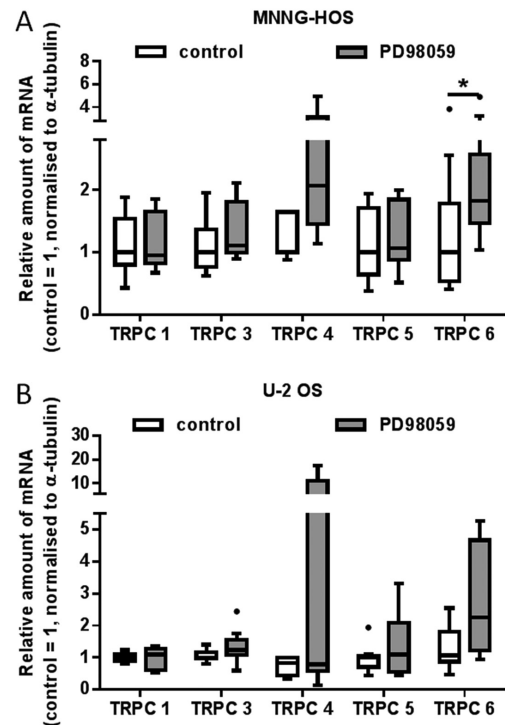 A
MNNG-HOS
control
PD98059
Relative amount of mRNA
(control = 1, normalised to α-tubulin)
8
6
4
2
1
0
*
TRPC 1
TRPC 3
TRPC 4
TRPC 5
TRPC 6
B
U-2 OS
control
PD98059
Relative amount of mRNA
(control = 1, normalised to α-tubulin)
30
20
10
5
4
3
2
1
0
TRPC 1
TRPC 3
TRPC 4
TRPC 5
TRPC 6